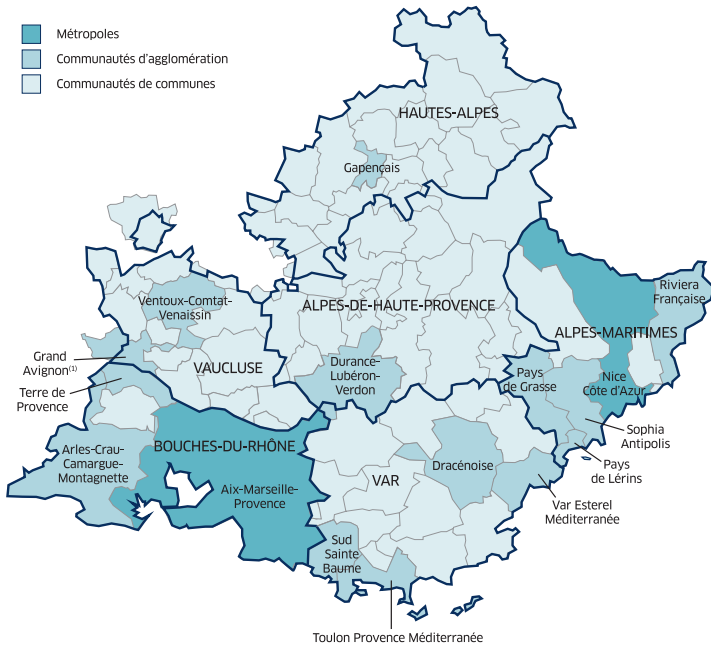 Métropoles
Communautés d'agglomération
Communautés de communes
HAUTES-ALPES
Gapençais
Ventoux-Comtat-
Venaissin
ALPES-DE-HAUTE-PROVENCE
Riviera
Française
ALPES-MARITIMES
Grand
Avignon(1)
VAUCLUSE
Durance-
Lubéron-
Verdon
Pays
de Grasse
Nice
Côte d'Azur
Terre de
Provence
Sophia
Antipolis
BOUCHES-DU-RHÔNE
Arles-Crau-
Camargue-
Montagnette
Dracénoise
Pays
de Lérins
VAR
Aix-Marseille-
Provence
Var Esterel
Méditerranée
Sud
Sainte
Baume
Toulon Provence Méditerranée